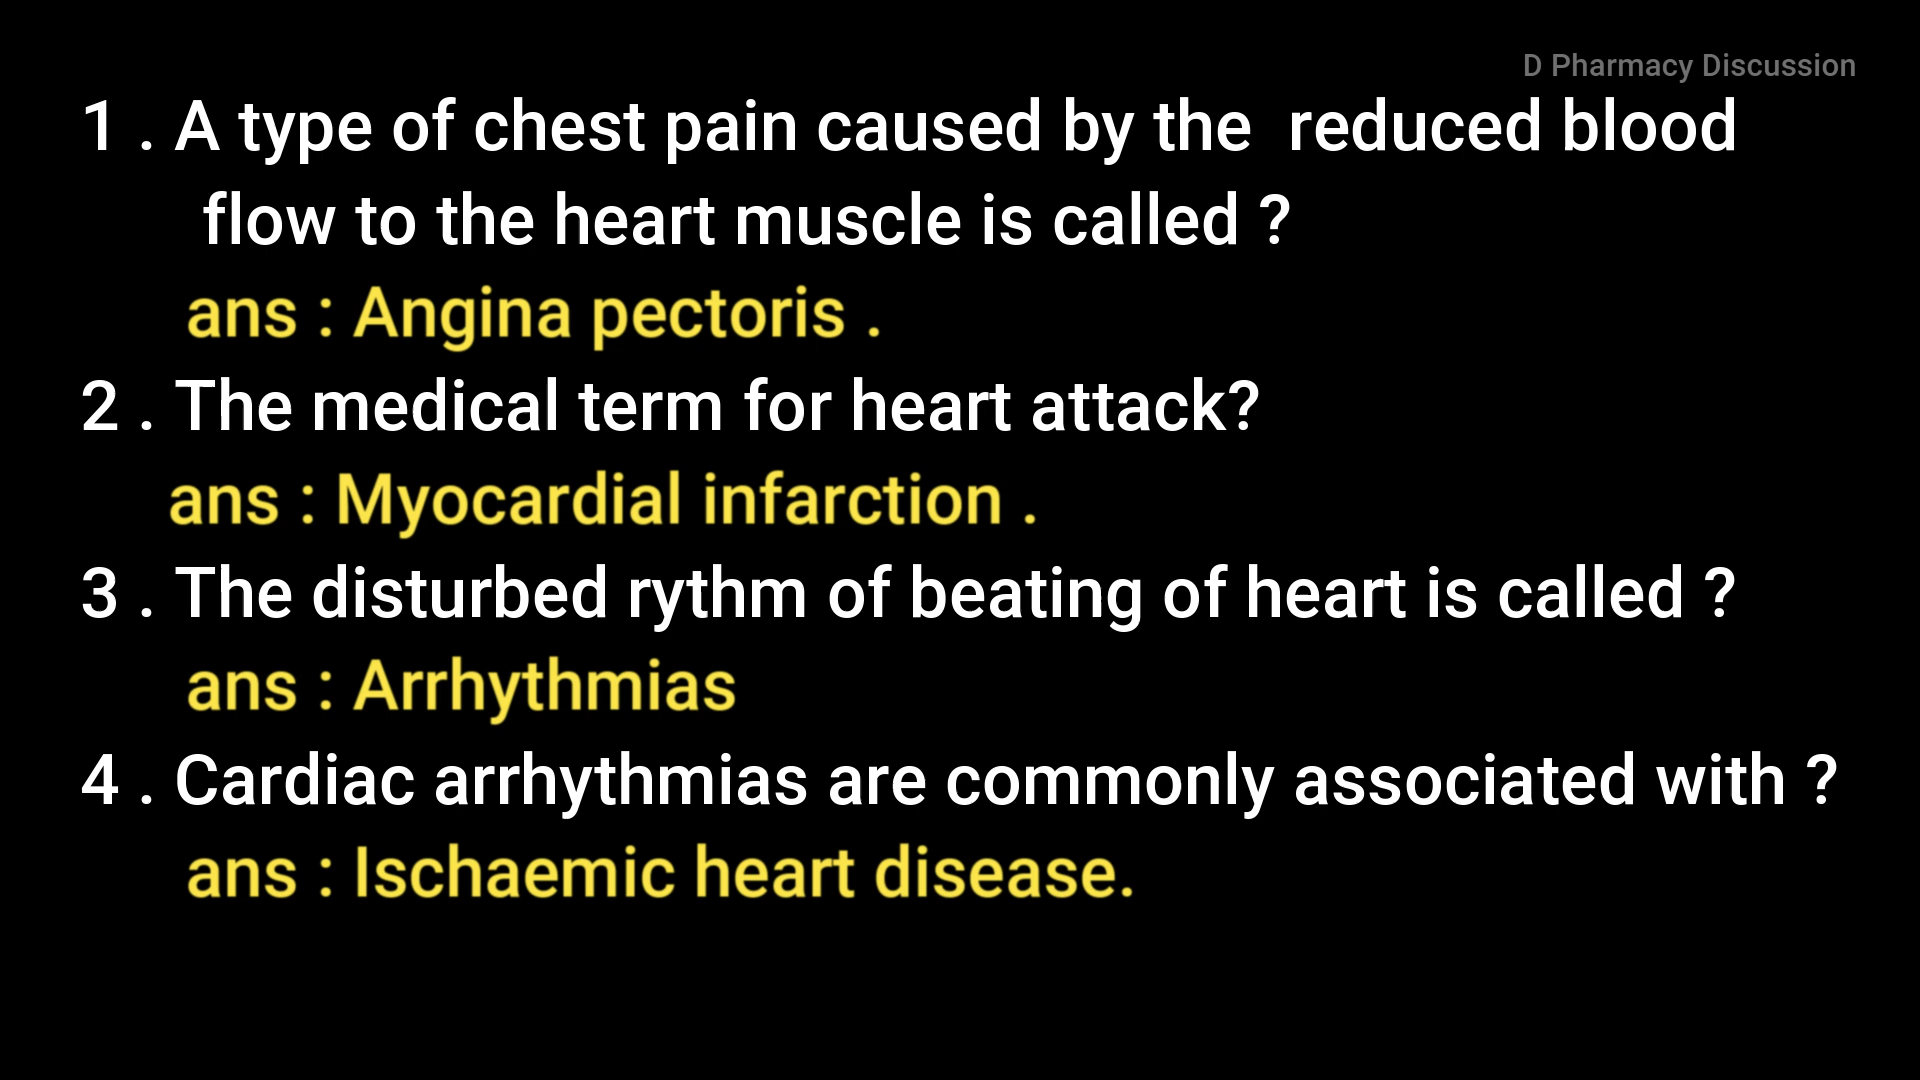 D Pharmacy Discussion
1 . A type of chest pain caused by the  reduced blood
flow to the heart muscle is called ?
ans : Angina pectoris .
2 . The medical term for heart attack?
ans : Myocardial infarction .
3 . The disturbed rythm of beating of heart is called ?
ans : Arrhythmias
4 . Cardiac arrhythmias are commonly associated with ?
ans : Ischaemic heart disease.